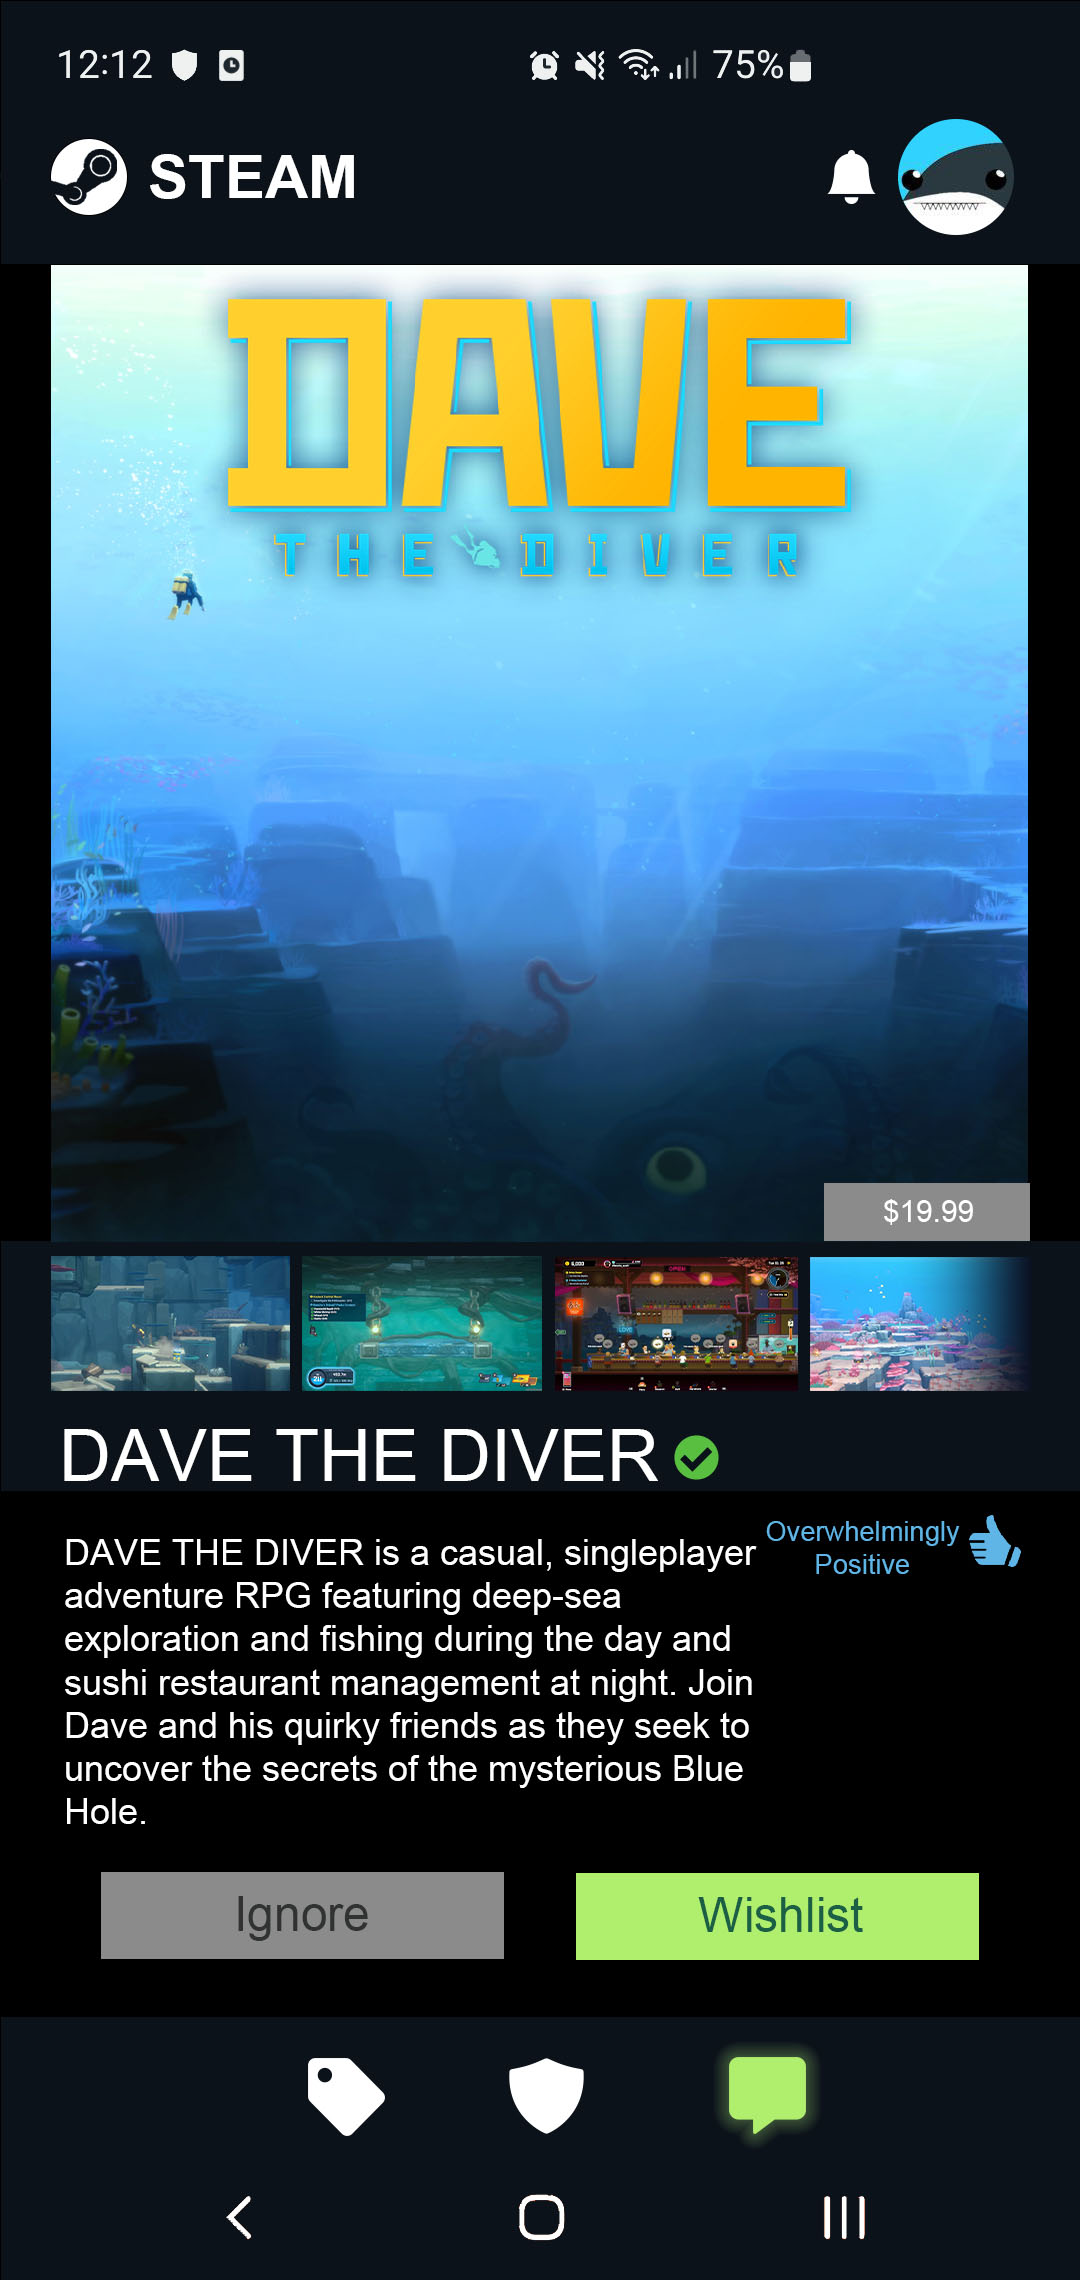 12:12
75%
STEAM
DAVE
THE DIVER
$19.99
OPEN
DAVE THE DIVER
DAVE THE DIVER is a casual, singleplayer
adventure RPG featuring deep-sea
exploration and fishing during the day and
sushi restaurant management at night. Join
Dave and his quirky friends as they seek to
uncover the secrets of the mysterious Blue
Hole.
Overwhelmingly
Positive
Ignore
Wishlist